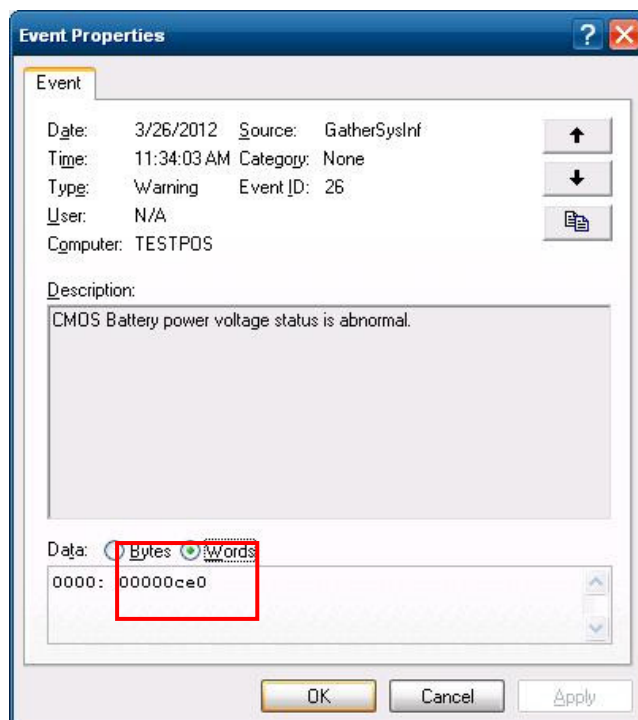 Event Properties
Event
Date: 3/26/2012 Source: GatherSysInf
Time: 11:34:03 AM Category: None
Type: Warning Event ID: 26
User: N/A
Computer: TESTPOS
Description:
CMOS Battery power voltage status is abnormal.
Data: Bytes Words
0000: 00000ce0
OK Cancel Apply